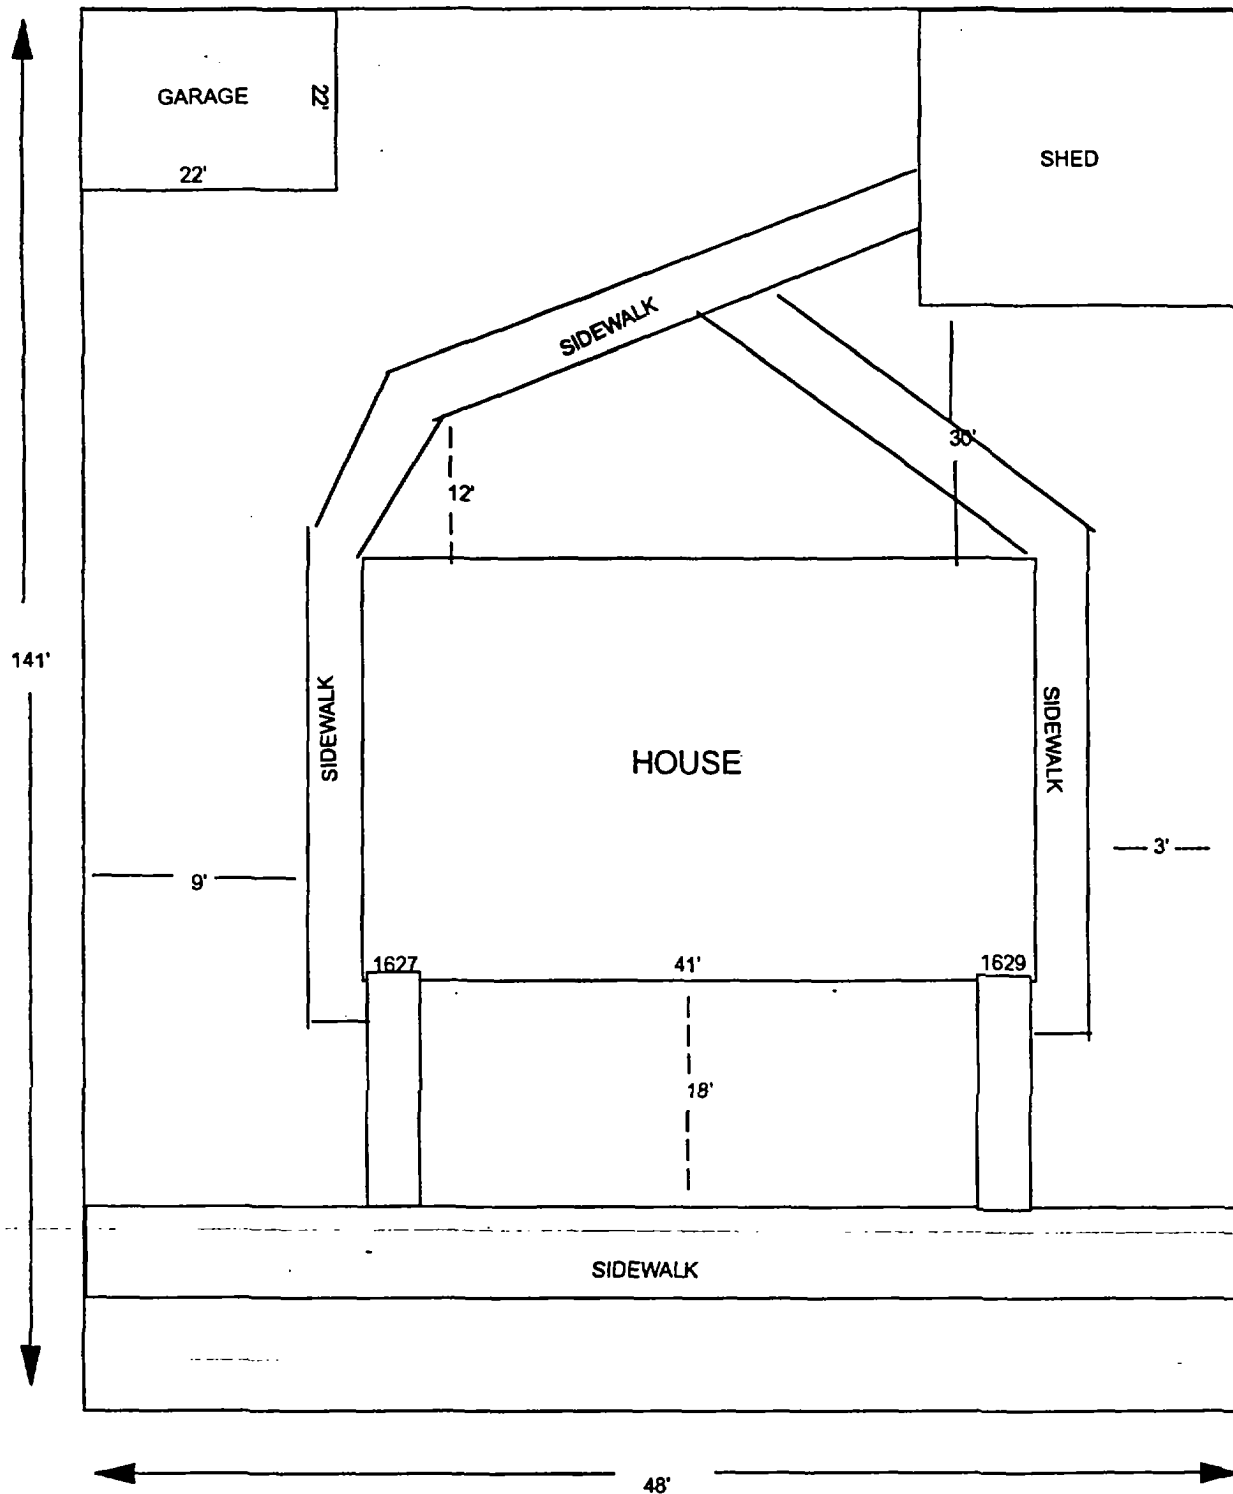 GARAGE
22'
22'
SHED
SIDEWALK
30'
12'
141'
SIDEWALK
SIDEWALK
HOUSE
3'
9'
1627
41'
1629
18'
SIDEWALK
48'